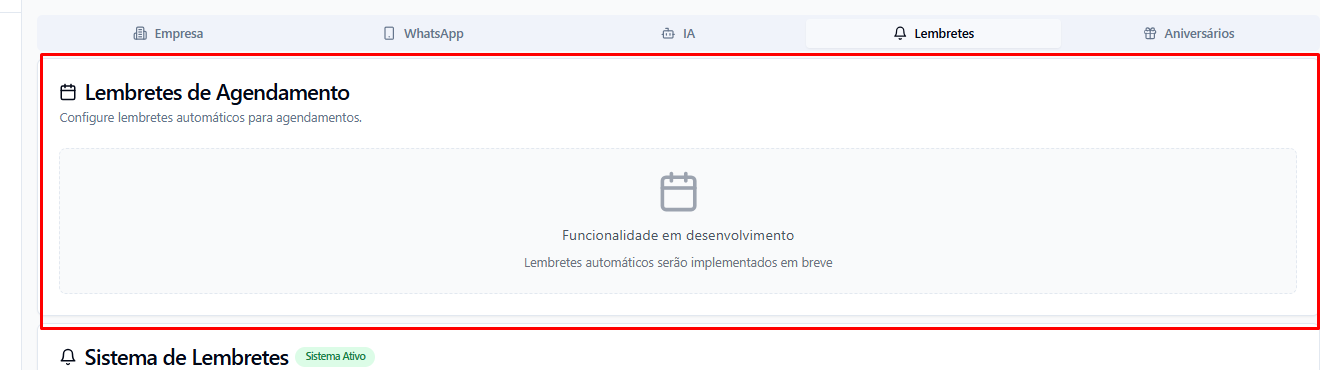 Empresa WhatsApp IA Lembretes Aniversários
Lembretes de Agendamento
Configure lembretes automáticos para agendamentos.
Funcionalidade em desenvolvimento
Lembretes automáticos serão implementados em breve
Sistema de Lembretes Sistema Ativo